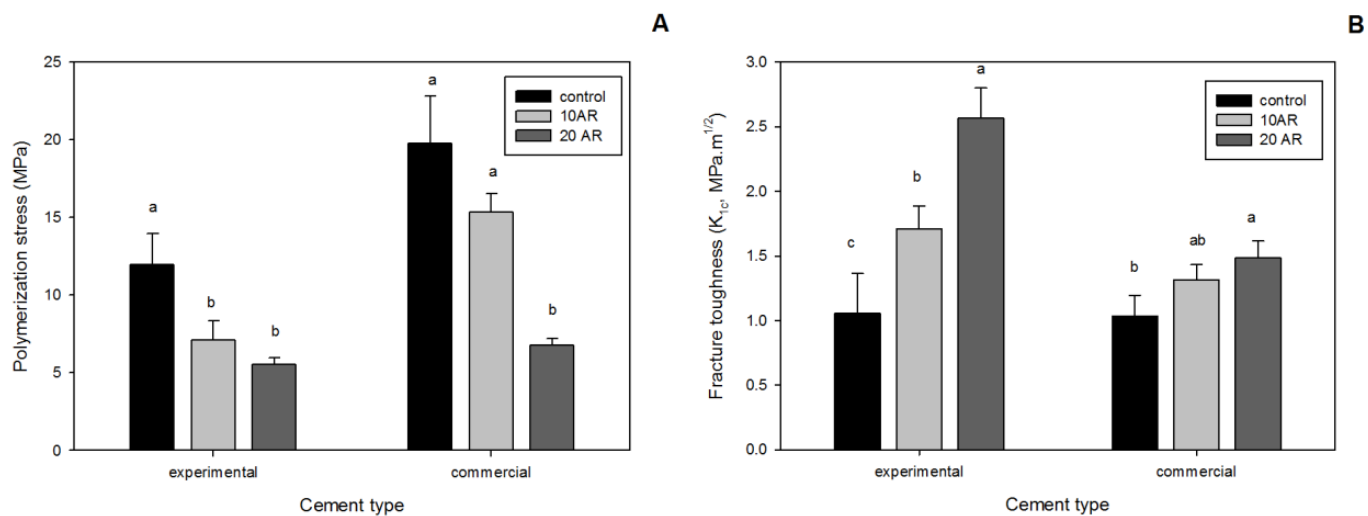 A
Polymerization stress (MPa)
25
20
15
10
5
0
control
10AR
20 AR
a
b
b
a
a
b
experimental
commercial
Cement type
B
Fracture toughness (K1c, MPa.m1/2)
3.0
2.5
2.0
1.5
1.0
0.5
0.0
control
10AR
20 AR
c
b
a
b
ab
a
experimental
commercial
Cement type